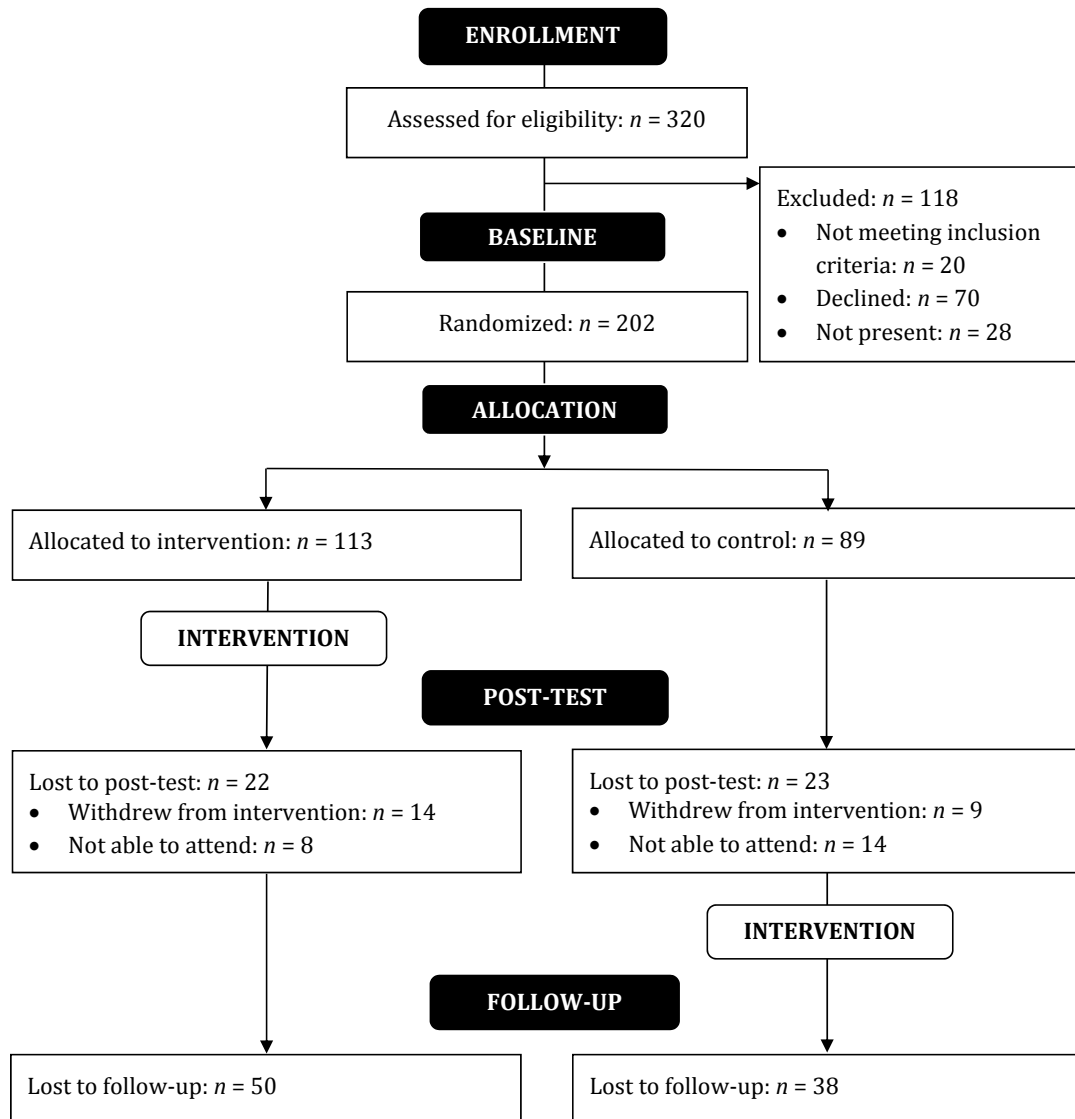 ENROLLMENT
Assessed for eligibility: n = 320
Excluded: n = 118
• Not meeting inclusion
criteria: n = 20
• Declined: n = 70
• Not present: n = 28
BASELINE
Randomized: n = 202
ALLOCATION
Allocated to intervention: n = 113
Allocated to control: n = 89
INTERVENTION
POST-TEST
Lost to post-test: n = 22
• Withdrew from intervention: n = 14
• Not able to attend: n = 8
Lost to post-test: n = 23
• Withdrew from intervention: n = 9
• Not able to attend: n = 14
INTERVENTION
FOLLOW-UP
Lost to follow-up: n = 50
Lost to follow-up: n = 38